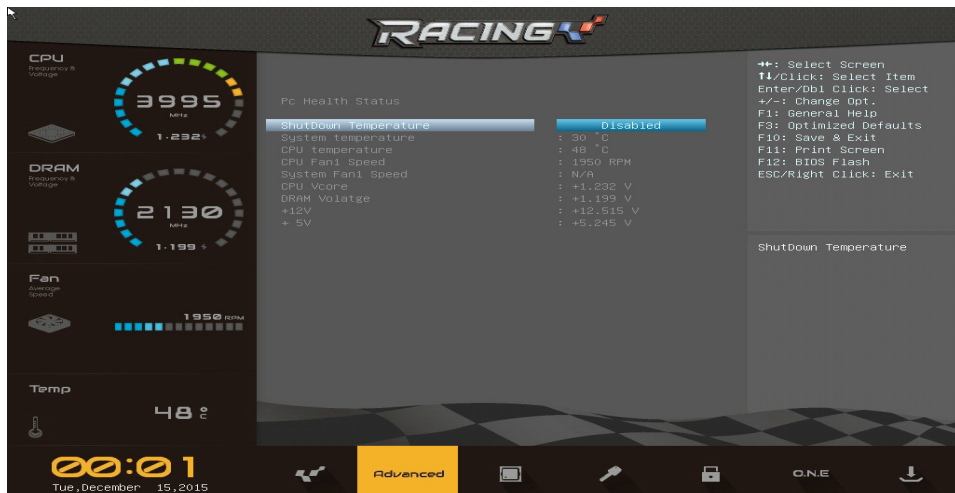 RACING
CPU
Frequency &
Voltage
3995
MHz
1.232
DRAM
Frequency &
Voltage
2130
MHz
1.199
Fan
Average
Speed
1950 RPM
Temp
48 °C
Pc Health Status
ShutDown Temperature Disabled
System temperature : 30 °C
CPU temperature : 48 °C
CPU Fan1 Speed : 1950 RPM
System Fan1 Speed : N/A
CPU Vcore : +1.232 V
DRAM Volatge : +1.199 V
+12V : +12.515 V
+ 5V : +5.245 V
→←: Select Screen
↑↓/Click: Select Item
Enter/Dbl Click: Select
+/-: Change Opt.
F1: General Help
F3: Optimized Defaults
F10: Save & Exit
F11: Print Screen
F12: BIOS Flash
ESC/Right Click: Exit
ShutDown Temperature
00:01
Tue,December 15,2015
Advanced
O.N.E